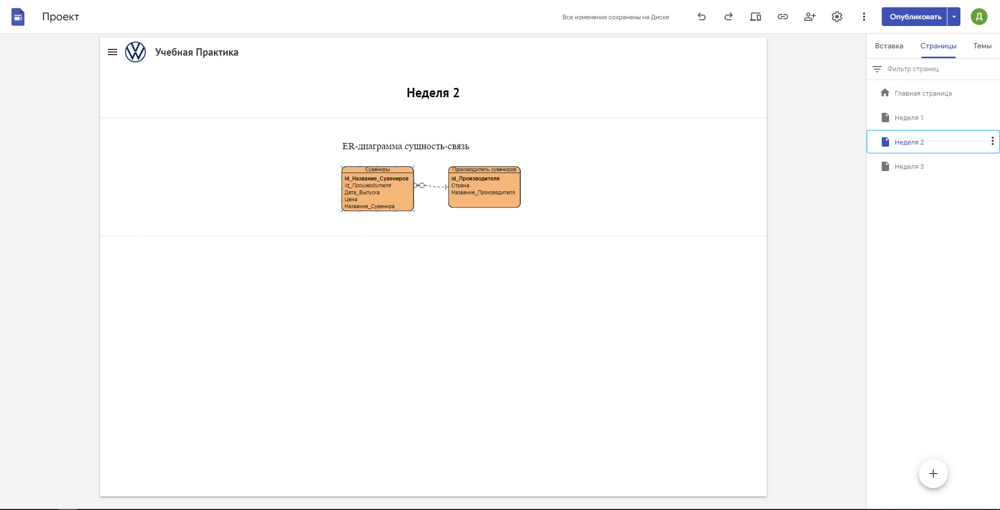 Проект
Все изменения сохранены на Диске
Опубликовать
Д
Учебная Практика
Вставка
Страницы
Темы
Фильтр страниц
Главная страница
Неделя 1
Неделя 2
Неделя 3
Неделя 2
ER-диаграмма сущность-связь
Сувениры
Id_Название_Сувениров
Id_Производителя
Дата_Выпуска
Цена
Название_Сувенира
Производитель сувениров
id_Производителя
Страна
Название_Производителя